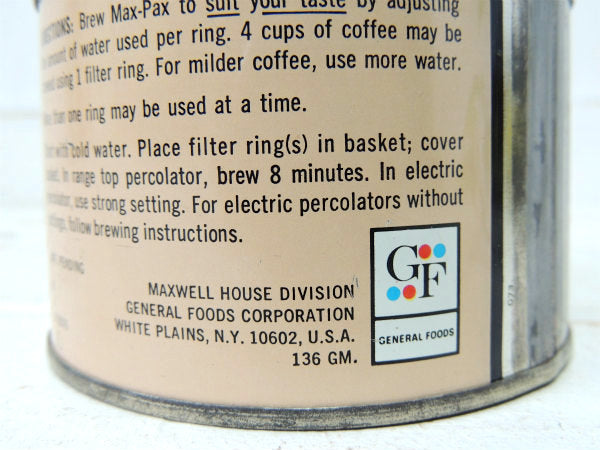 DIRECTIONS: Brew Max-Pax to suit your taste by adjusting
amount of water used per ring. 4 cups of coffee may be
using 1 filter ring. For milder coffee, use more water.
than one ring may be used at a time.
with cold water. Place filter ring(s) in basket; cover
In range top percolator, brew 8 minutes. In electric
use strong setting. For electric percolators without
follow brewing instructions.
PENDING
MAXWELL HOUSE DIVISION
GENERAL FOODS CORPORATION
WHITE PLAINS, N.Y. 10602, U.S.A.
136 GM.
GF
GENERAL FOODS
073